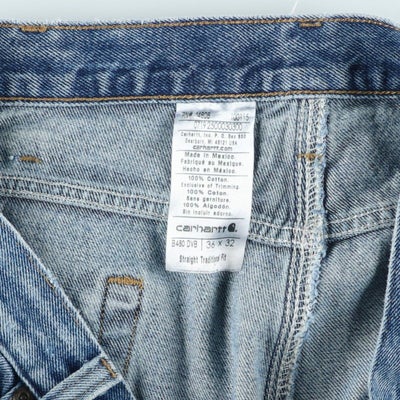 Carhartt, Inc. P.O. Box 600
Dearborn, MI 48121 USA
carhartt.com
Made in Mexico.
Fabriqué au Mexique.
Hecho en México.
100% Cotton.
Exclusive of Trimming.
100% Coton.
Sans garniture.
100% Algodón.
Sin incluir adorno.
carhartt
B480 DVB 36 x 32
Straight Traditional Fit